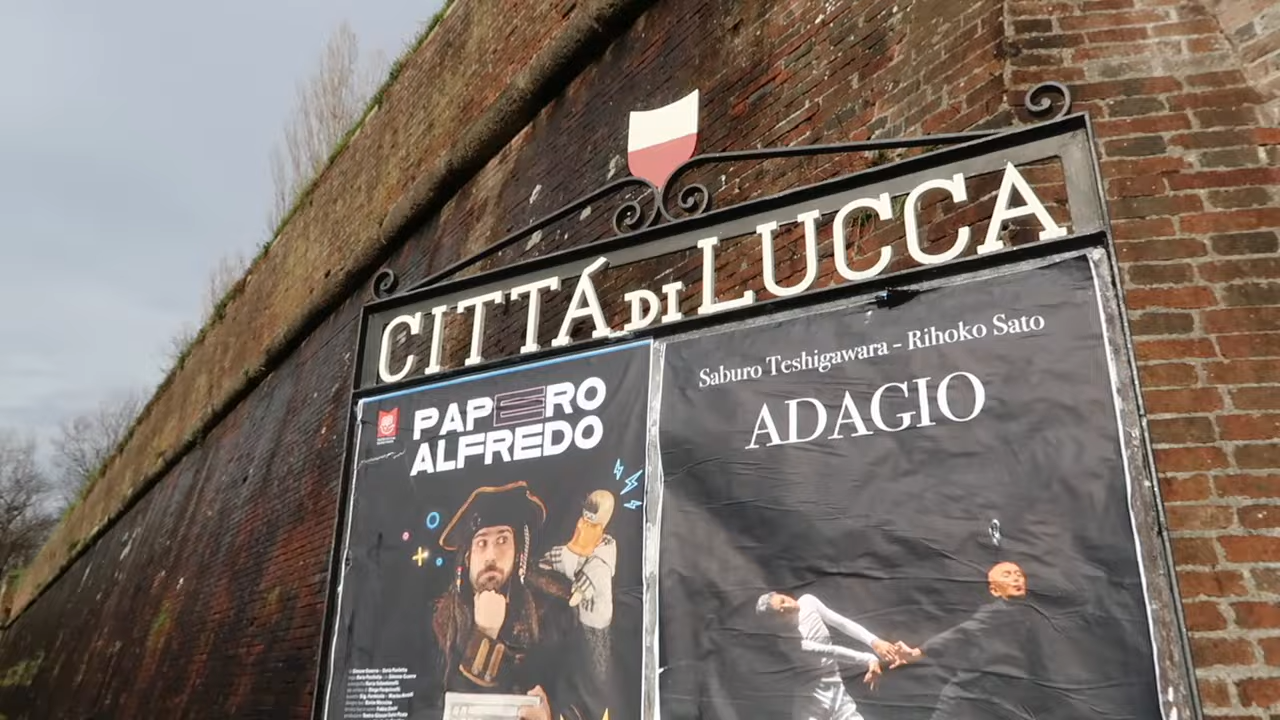 CITTÁ DI LUCCA
PAPERO
ALFREDO
Saburo Teshigawara - Rihoko Sato
ADAGIO